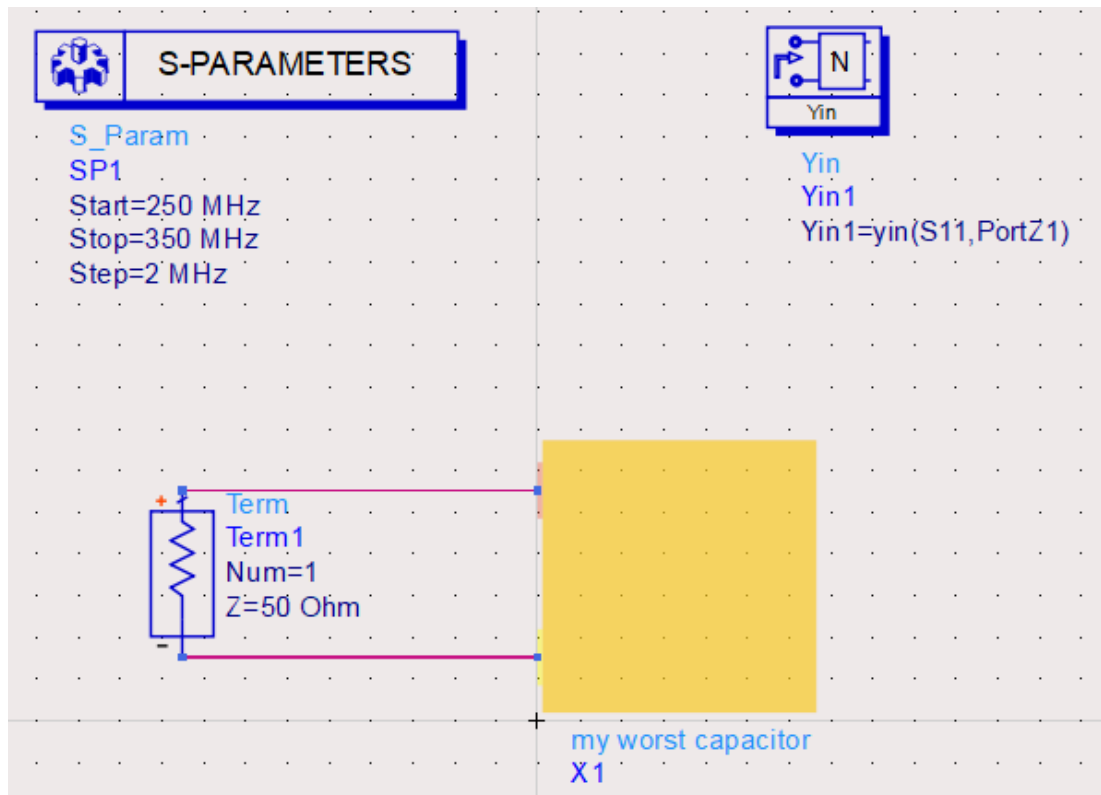 S-PARAMETERS
S_Param
SP1
Start=250 MHz
Stop=350 MHz
Step=2 MHz
N
Yin
Yin
Yin1
Yin1=yin(S11,PortZ1)
+
Term
Term1
Num=1
Z=50 Ohm
-
my worst capacitor
X1